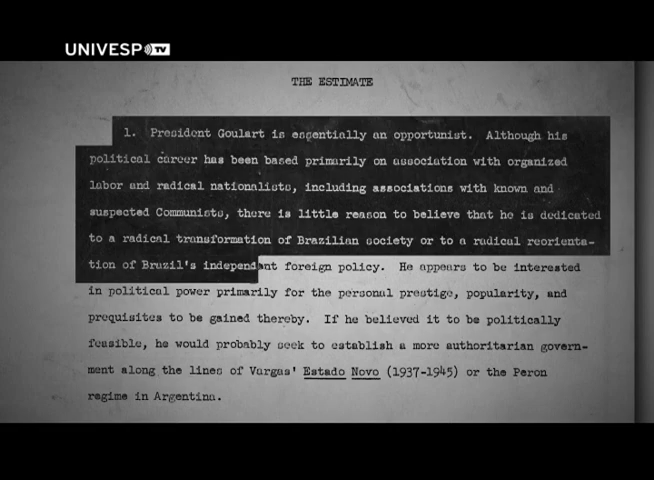 UNIVESP TV
THE ESTIMATE
1. President Goulart is essentially an opportunist. Although his
political career has been based primarily on association with organized
labor and radical nationalists, including associations with known and
suspected Communists, there is little reason to believe that he is dedicated
to a radical transformation of Brazilian society or to a radical reorienta-
tion of Brazil's independent foreign policy. He appears to be interested
in political power primarily for the personal prestige, popularity, and
prequisites to be gained thereby. If he believed it to be politically
feasible, he would probably seek to establish a more authoritarian govern-
ment along the lines of Vargas' Estado Novo (1937-1945) or the Peron
regime in Argentina.